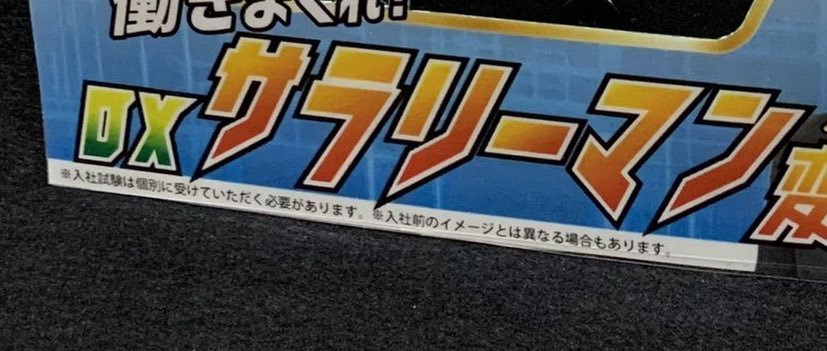 働きまくれ!
DX サラリーマン変
※入社試験は個別に受けていただく必要があります。※入社前のイメージとは異なる場合もあります。